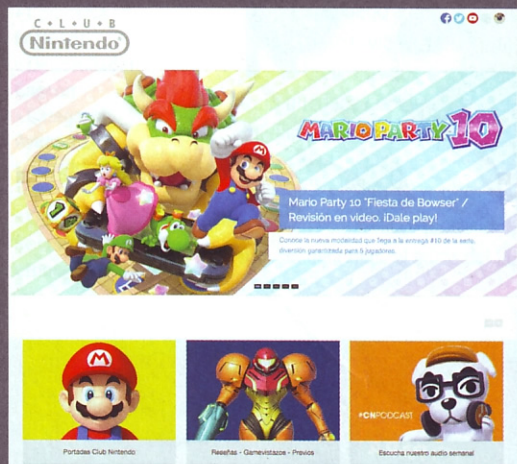 C•L•U•B
Nintendo
MARIO PARTY 10
Mario Party 10 "Fiesta de Bowser" /
Revisión en video. ¡Dale play!
Conoce la nueva modalidad que llega a la entrega #10 de la serie,
diversión garantizada para 5 jugadores.
#CNPODCAST
Portadas Club Nintendo
Reseñas - Gamevistazos - Previos
Escucha nuestro audio semanal